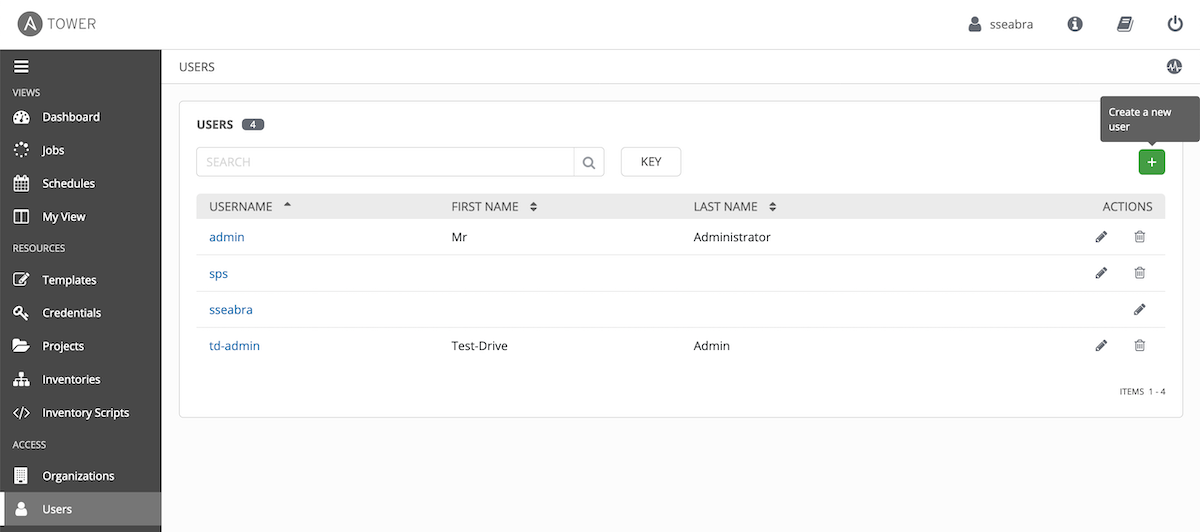 TOWER
sseabra
VIEWS
Dashboard
Jobs
Schedules
My View
RESOURCES
Templates
Credentials
Projects
Inventories
Inventory Scripts
ACCESS
Organizations
Users
USERS
Create a new
user
USERS 4
SEARCH
KEY
USERNAME FIRST NAME LAST NAME ACTIONS
admin Mr Administrator
sps
sseabra
td-admin Test-Drive Admin
ITEMS 1 - 4